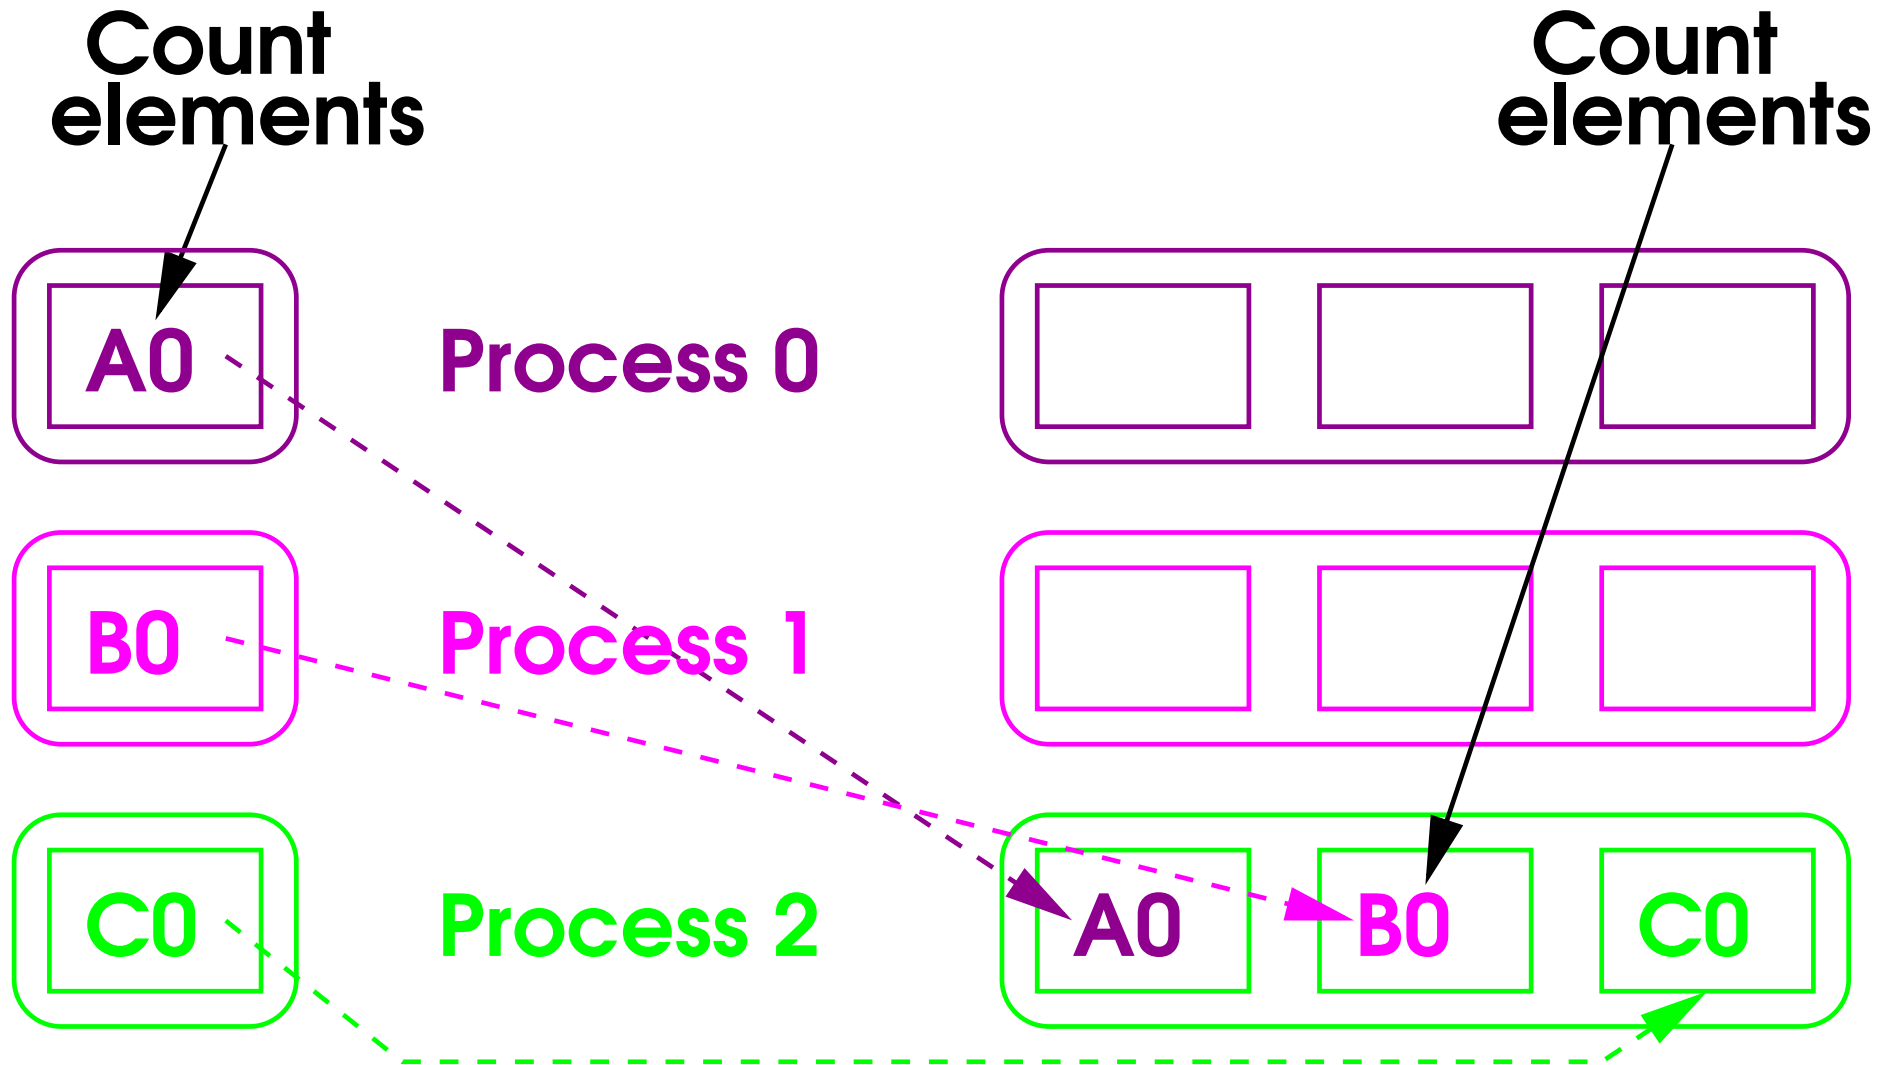 Count
elements
Count
elements
A0
Process 0
B0
Process 1
C0
Process 2
A0
B0
C0